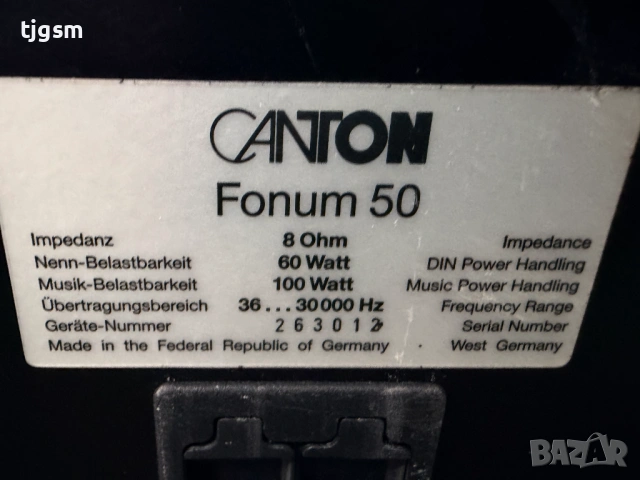 tjgsm
CANTON
Fonum 50
Impedanz 8 Ohm Impedance
Nenn-Belastbarkeit 60 Watt DIN Power Handling
Musik-Belastbarkeit 100 Watt Music Power Handling
Übertragungsbereich 36...30000 Hz Frequency Range
Geräte-Nummer 263012 Serial Number
Made in the Federal Republic of Germany · West Germany
BAZAR